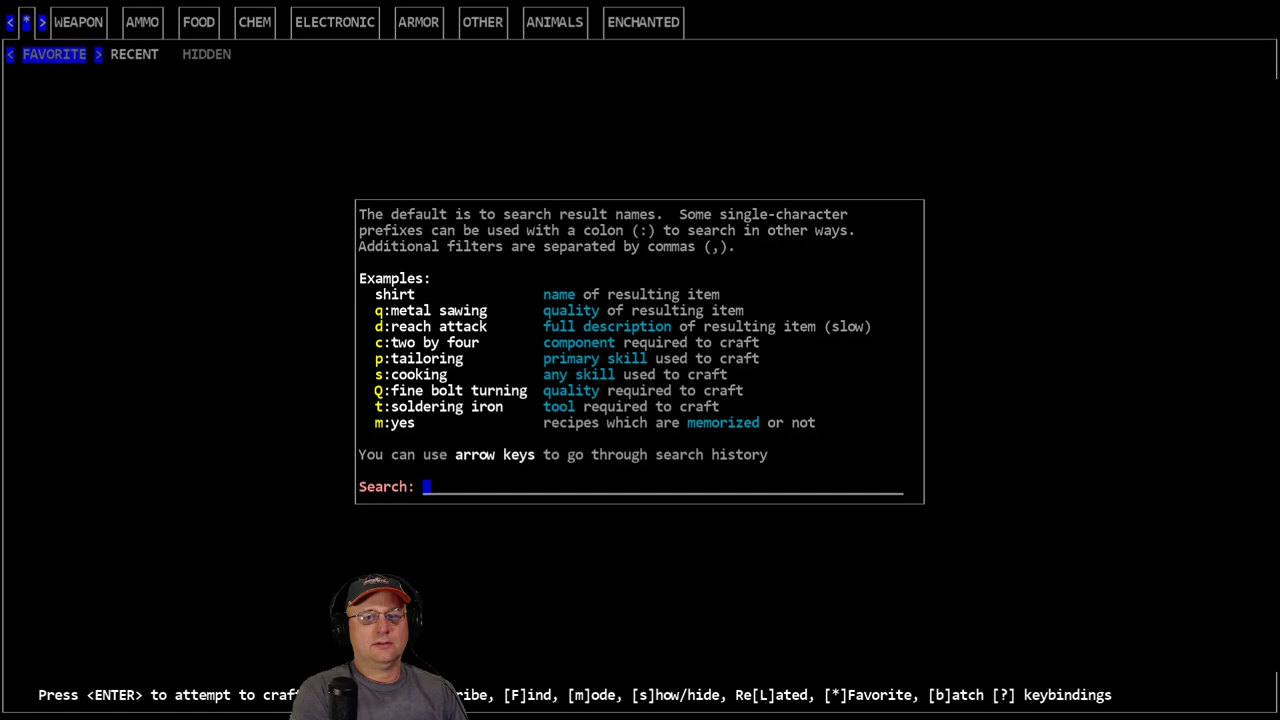 < * > WEAPON AMMO FOOD CHEM ELECTRONIC ARMOR OTHER ANIMALS ENCHANTED
< FAVORITE > RECENT HIDDEN
The default is to search result names. Some single-character
prefixes can be used with a colon (:) to search in other ways.
Additional filters are separated by commas (,).
Examples:
shirt name of resulting item
q:metal sawing quality of resulting item
d:reach attack full description of resulting item (slow)
c:two by four component required to craft
p:tailoring primary skill used to craft
s:cooking any skill used to craft
Q:fine bolt turning quality required to craft
t:soldering iron tool required to craft
m:yes recipes which are memorized or not
You can use arrow keys to go through search history
Search:
Press <ENTER> to attempt to craf ibe, [F]ind, [m]ode, [s]how/hide, Re[L]ated, [*]Favorite, [b]atch [?] keybindings